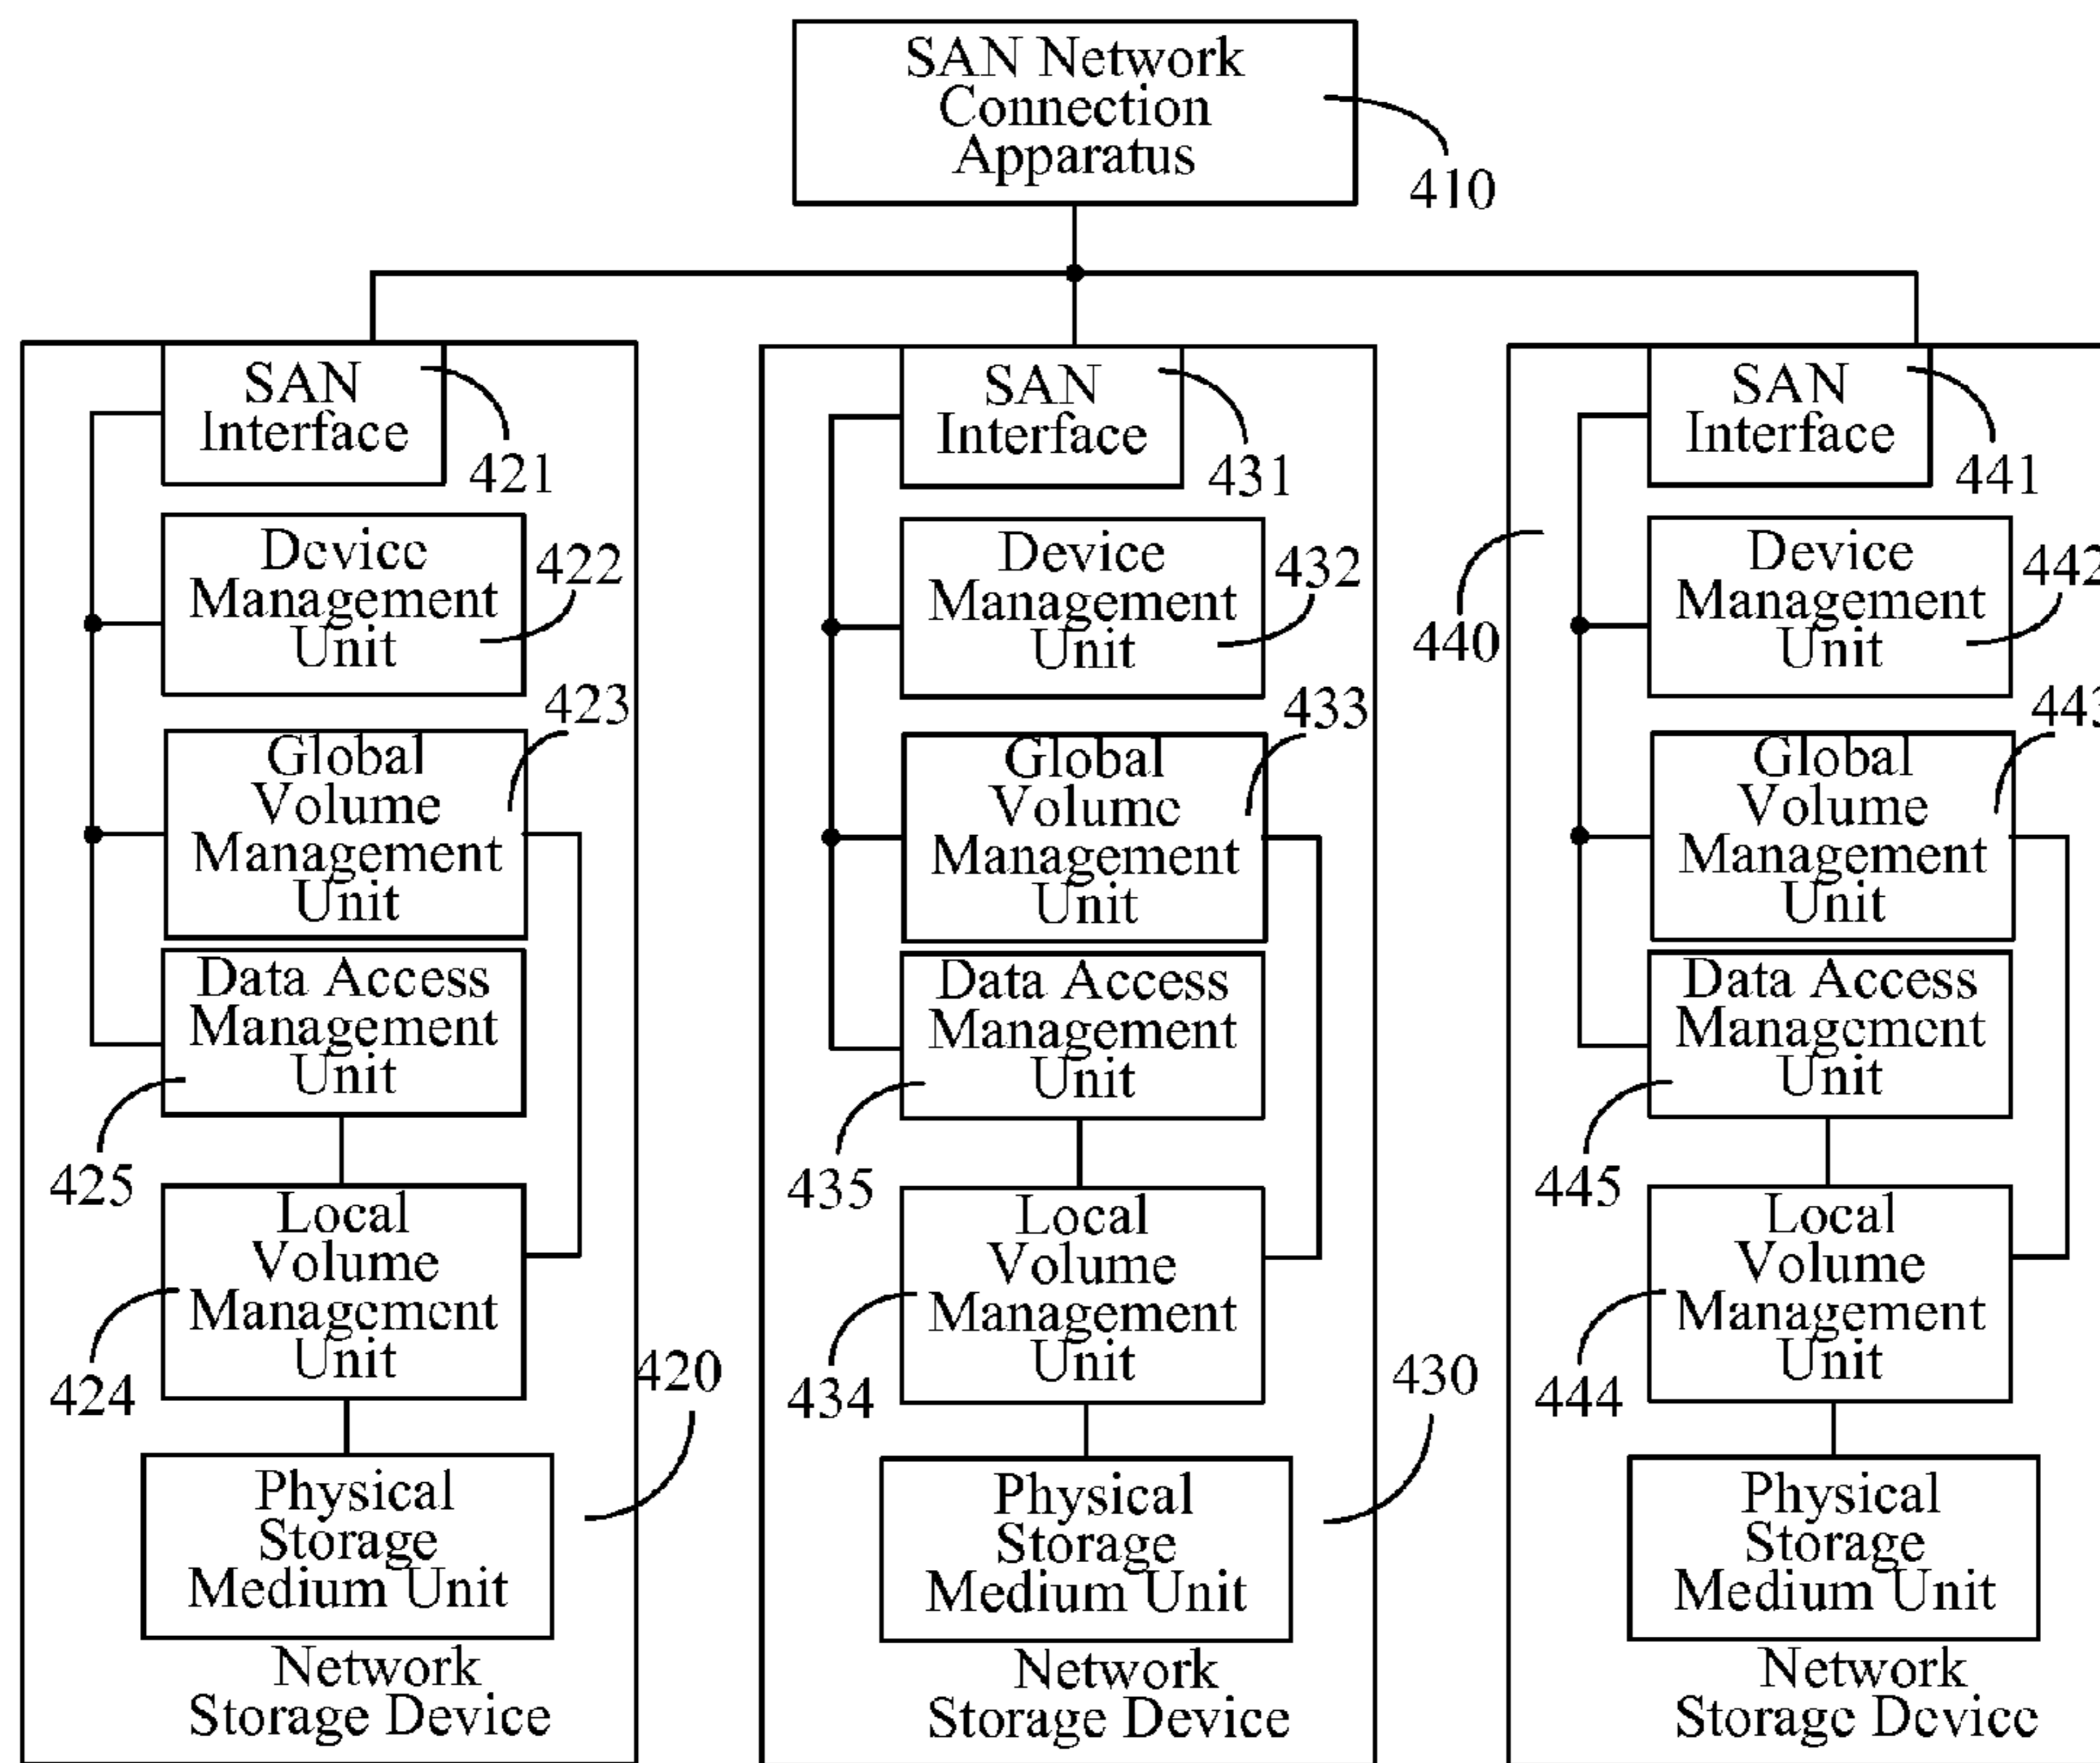 SAN Network
Connection
Apparatus
410
SAN
Interface
421
Device
Management
Unit
422
Global
Volume
Management
Unit
423
Data Access
Management
Unit
425
Local
Volume
Management
Unit
424
Physical
Storage
Medium Unit
420
Network
Storage Device
SAN
Interface
431
Device
Management
Unit
432
Global
Volume
Management
Unit
433
Data Access
Management
Unit
435
Local
Volume
Management
Unit
434
Physical
Storage
Medium Unit
430
Network
Storage Device
SAN
Interface
441
440
Device
Management
Unit
442
Global
Volume
Management
Unit
443
Data Access
Management
Unit
445
Local
Volume
Management
Unit
444
Physical
Storage
Medium Unit
Network
Storage Device